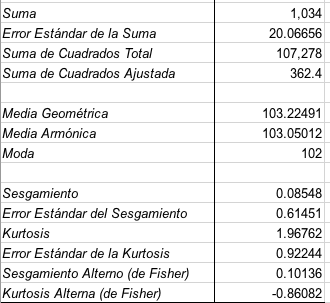 Suma 1,034
Error Estándar de la Suma 20.06656
Suma de Cuadrados Total 107,278
Suma de Cuadrados Ajustada 362.4
Media Geométrica 103.22491
Media Armónica 103.05012
Moda 102
Sesgamiento 0.08548
Error Estándar del Sesgamiento 0.61451
Kurtosis 1.96762
Error Estándar de la Kurtosis 0.92244
Sesgamiento Alterno (de Fisher) 0.10136
Kurtosis Alterna (de Fisher) -0.86082